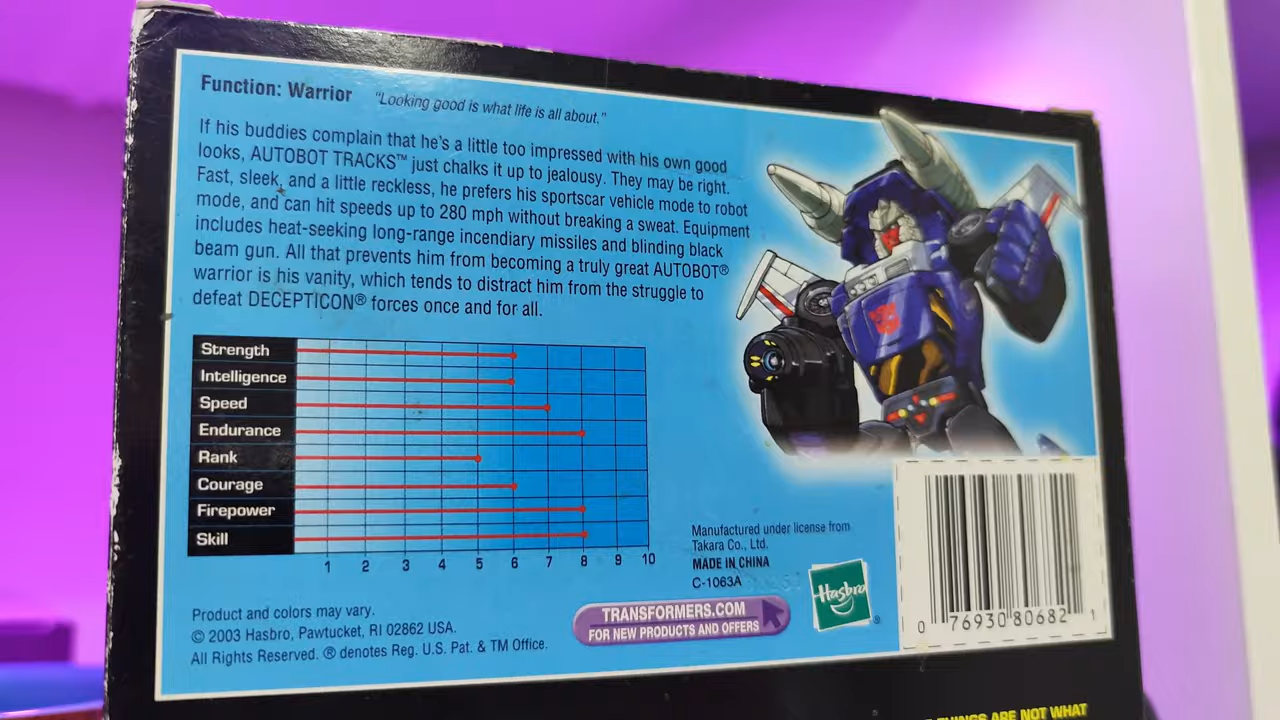 Function: Warrior "Looking good is what life is all about."
If his buddies complain that he's a little too impressed with his own good
looks, AUTOBOT TRACKS™ just chalks it up to jealousy. They may be right.
Fast, sleek, and a little reckless, he prefers his sportscar vehicle mode to robot
mode, and can hit speeds up to 280 mph without breaking a sweat. Equipment
includes heat-seeking long-range incendiary missiles and blinding black
beam gun. All that prevents him from becoming a truly great AUTOBOT®
warrior is his vanity, which tends to distract him from the struggle to
defeat DECEPTICON® forces once and for all.
Strength
Intelligence
Speed
Endurance
Rank
Courage
Firepower
Skill
1 2 3 4 5 6 7 8 9 10
Manufactured under license from
Takara Co., Ltd.
MADE IN CHINA
C-1063A
Product and colors may vary.
© 2003 Hasbro, Pawtucket, RI 02862 USA.
All Rights Reserved. ® denotes Reg. U.S. Pat. & TM Office.
TRANSFORMERS.COM
FOR NEW PRODUCTS AND OFFERS
Hasbro ®
0 76930 80682 1
THINGS ARE NOT WHAT